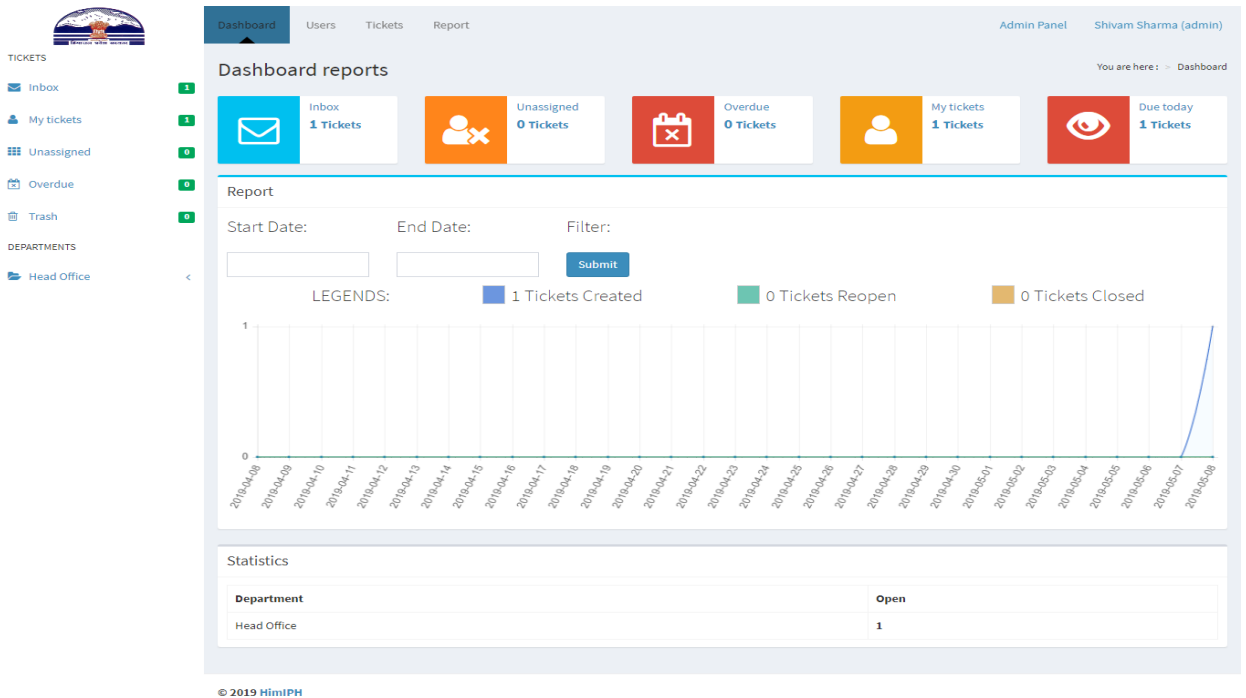 Dashboard Users Tickets Report Admin Panel Shivam Sharma (admin)
TICKETS
Inbox 1
My tickets 1
Unassigned 0
Overdue 0
Trash 0
DEPARTMENTS
Head Office <
Dashboard reports
You are here : > Dashboard
Inbox
1 Tickets
Unassigned
0 Tickets
Overdue
0 Tickets
My tickets
1 Tickets
Due today
1 Tickets
Report
Start Date: End Date: Filter:
Submit
LEGENDS: 1 Tickets Created 0 Tickets Reopen 0 Tickets Closed
1
0
2019-04-08 2019-04-09 2019-04-10 2019-04-11 2019-04-12 2019-04-13 2019-04-14 2019-04-15 2019-04-16 2019-04-17 2019-04-18 2019-04-19 2019-04-20 2019-04-21 2019-04-22 2019-04-23 2019-04-24 2019-04-25 2019-04-26 2019-04-27 2019-04-28 2019-04-29 2019-04-30 2019-05-01 2019-05-02 2019-05-03 2019-05-04 2019-05-05 2019-05-06 2019-05-07 2019-05-08
Statistics
Department Open
Head Office 1
© 2019 HimIPH